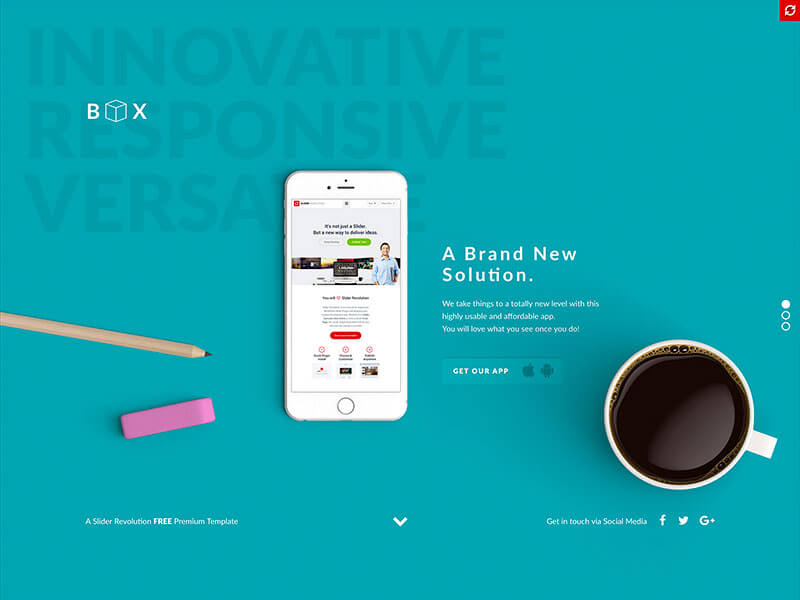 INNOVATIVE
RESPONSIVE
B X
It's not just a Slider.
But a new way to deliver ideas.
You will Slider Revolution
A Brand New
Solution.
We take things to a totally new level with this
highly usable and affordable app.
You will love what you see once you do!
GET OUR APP
A Slider Revolution FREE Premium Template
Get in touch via Social Media